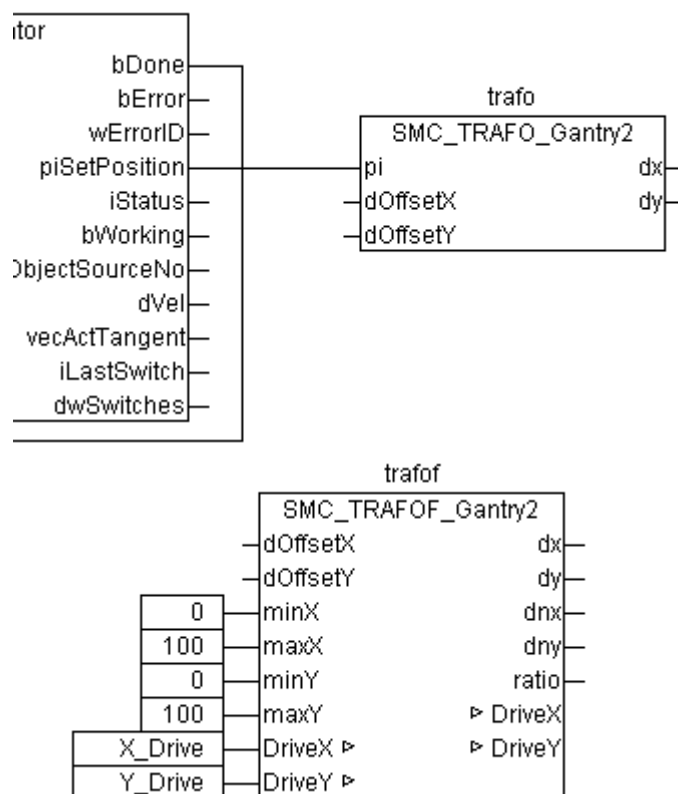 bDone
bError
wErrorID
piSetPosition
iStatus
bWorking
dVel
vecActTangent
iLastSwitch
dwSwitches
trafo
SMC_TRAFO_Gantry2
pi dx
dOffsetX dy
dOffsetY
trafof
SMC_TRAFOF_Gantry2
dOffsetX dx
dOffsetY dy
0 minX dnx
100 maxX dny
0 minY ratio
100 maxY ▹ DriveX
X_Drive DriveX ▹ ▹ DriveY
Y_Drive DriveY ▹